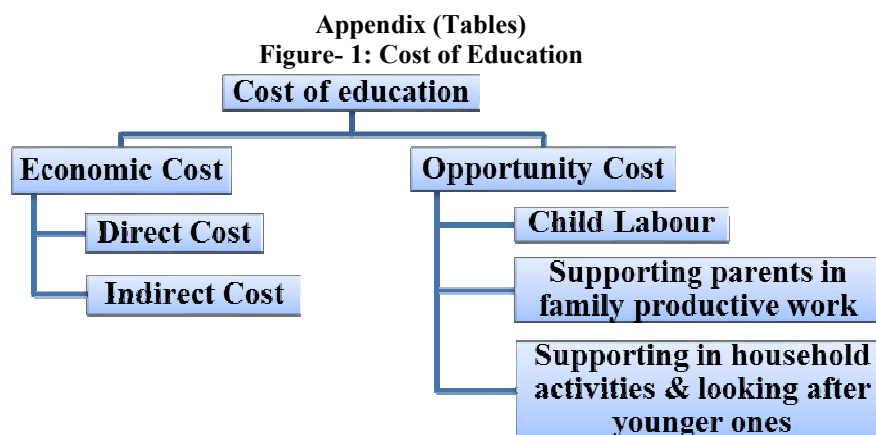 Appendix (Tables)
Figure- 1: Cost of Education
Cost of education
Economic Cost
Direct Cost
Indirect Cost
Opportunity Cost
Child Labour
Supporting parents in
family productive work
Supporting in household
activities & looking after
younger ones